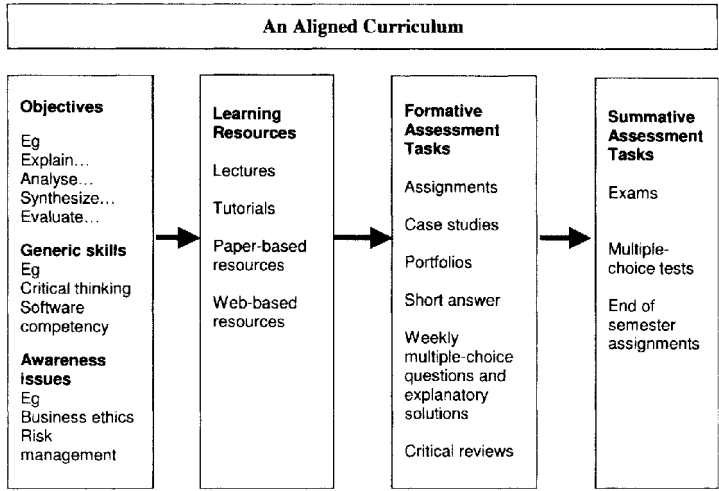 An Aligned Curriculum
Objectives
Eg
Explain...
Analyse...
Synthesize...
Evaluate...
Generic skills
Eg
Critical thinking
Software
competency
Awareness
issues
Eg
Business ethics
Risk
management
Learning
Resources
Lectures
Tutorials
Paper-based
resources
Web-based
resources
Formative
Assessment
Tasks
Assignments
Case studies
Portfolios
Short answer
Weekly
multiple-choice
questions and
explanatory
solutions
Critical reviews
Summative
Assessment
Tasks
Exams
Multiple-
choice tests
End of
semester
assignments